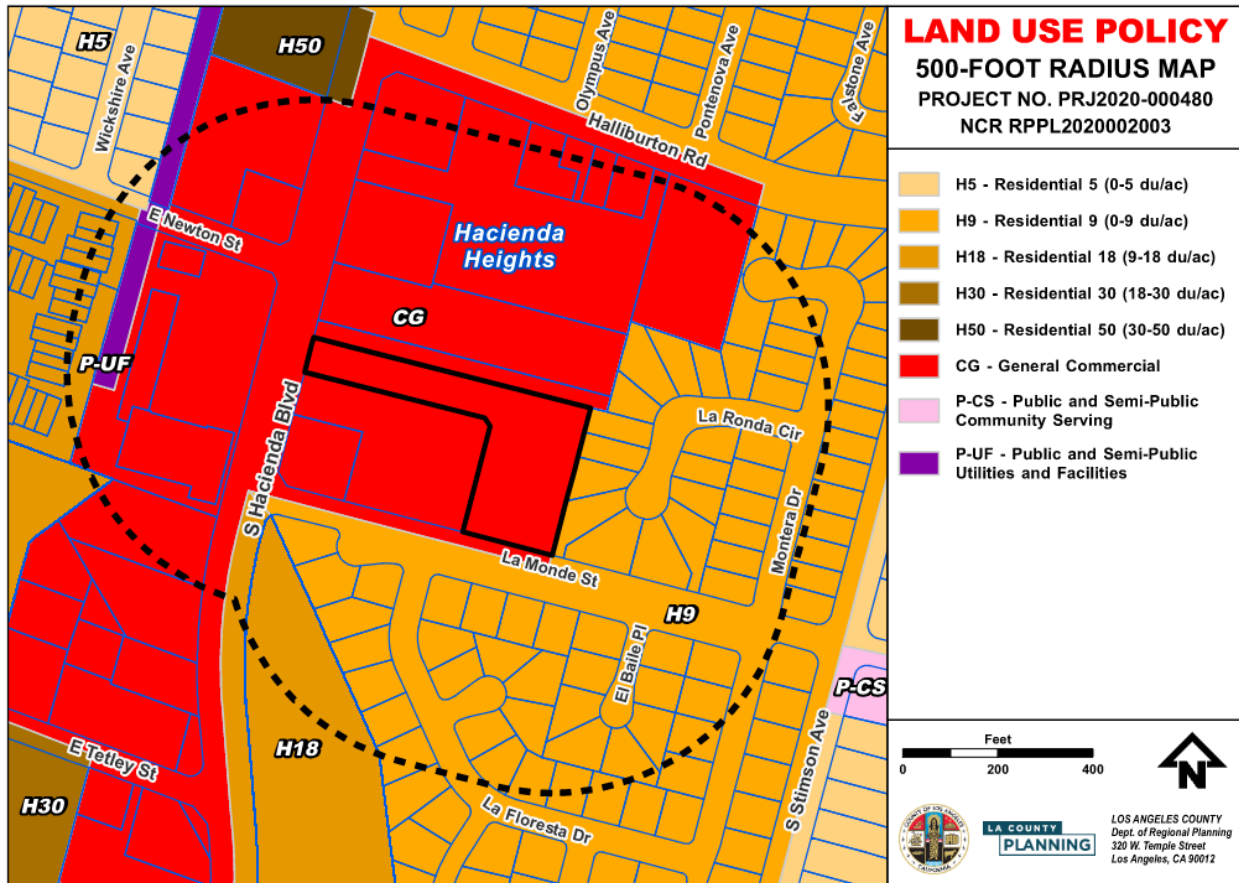 H5
H50
Wickshire Ave
Olympus Ave
Pontenova Ave
Falstone Ave
Halliburton Rd
E Newton St
Hacienda
Heights
CG
P-UF
S Hacienda Blvd
La Ronda Cir
Montera Dr
La Monde St
H9
El Baile Pl
P-CS
H18
S Stimson Ave
E Tetley St
H30
La Floresta Dr
LAND USE POLICY
500-FOOT RADIUS MAP
PROJECT NO. PRJ2020-000480
NCR RPPL2020002003
H5 - Residential 5 (0-5 du/ac)
H9 - Residential 9 (0-9 du/ac)
H18 - Residential 18 (9-18 du/ac)
H30 - Residential 30 (18-30 du/ac)
H50 - Residential 50 (30-50 du/ac)
CG - General Commercial
P-CS - Public and Semi-Public
Community Serving
P-UF - Public and Semi-Public
Utilities and Facilities
Feet
0 200 400
N
COUNTY OF LOS ANGELES
CALIFORNIA
LA COUNTY
PLANNING
LOS ANGELES COUNTY
Dept. of Regional Planning
320 W. Temple Street
Los Angeles, CA 90012